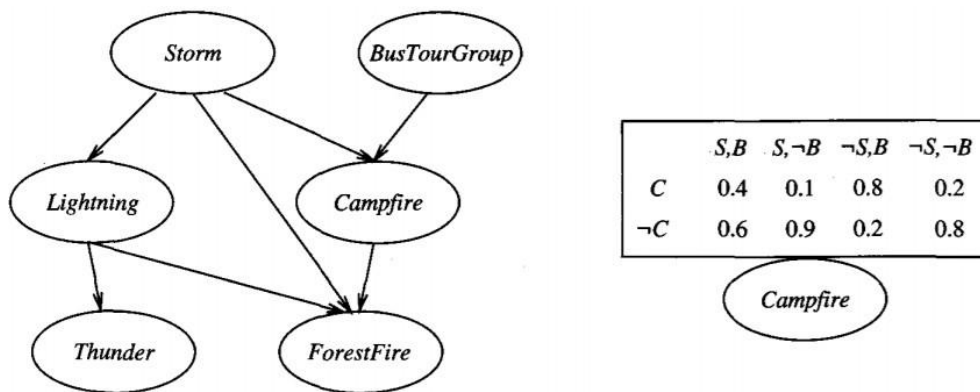 Storm BusTourGroup
Lightning Campfire
Thunder ForestFire
S,B S,¬B ¬S,B ¬S,¬B
C 0.4 0.1 0.8 0.2
¬C 0.6 0.9 0.2 0.8
Campfire